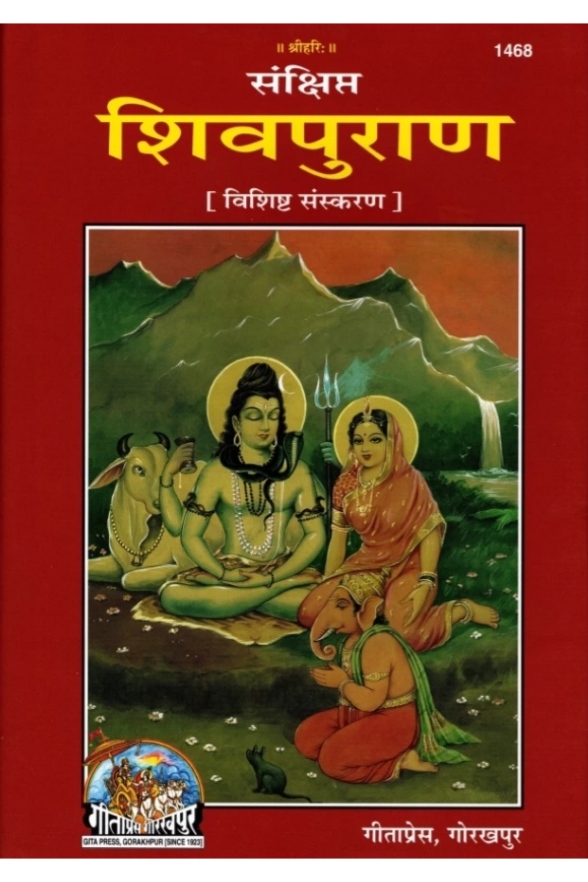 ॥ श्रीहरि: ॥
1468
संक्षिप्त
शिवपुराण
[ विशिष्ट संस्करण ]
गीताप्रेस गोरखपुर
GITA PRESS, GORAKHPUR [SINCE 1923]
गीताप्रेस, गोरखपुर